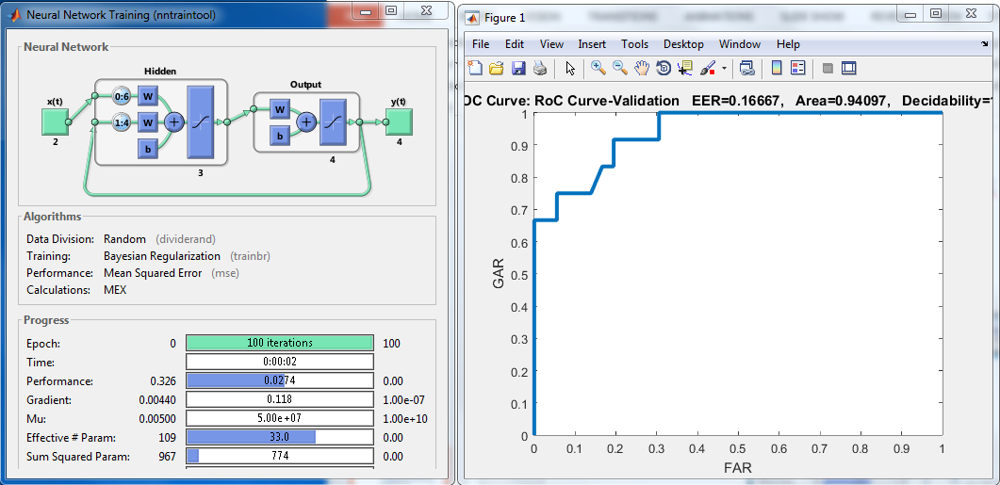 Neural Network Training (nntraintool)
Neural Network
Hidden
Output
x(t)
y(t)
0:6
W
1:4
W
b
W
b
2
3
4
4
Algorithms
Data Division: Random (dividerand)
Training: Bayesian Regularization (trainbr)
Performance: Mean Squared Error (mse)
Calculations: MEX
Progress
Epoch: 0 100 iterations 100
Time: 0:00:02
Performance: 0.326 0.0274 0.00
Gradient: 0.00440 0.118 1.00e-07
Mu: 0.00500 5.00e+07 1.00e+10
Effective # Param: 109 33.0 0.00
Sum Squared Param: 967 774 0.00
Figure 1
File Edit View Insert Tools Desktop Window Help
OC Curve: RoC Curve-Validation EER=0.16667, Area=0.94097, Decidability=
1
0.9
0.8
0.7
0.6
0.5
0.4
0.3
0.2
0.1
0
GAR
0 0.1 0.2 0.3 0.4 0.5 0.6 0.7 0.8 0.9 1
FAR